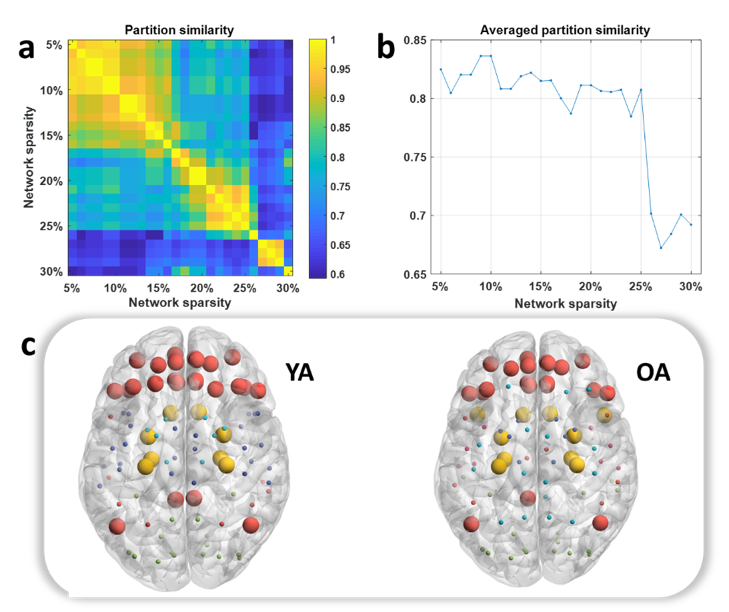 a
Partition similarity
5%
10%
15%
20%
25%
30%
Network sparsity
5% 10% 15% 20% 25% 30%
Network sparsity
1
0.95
0.9
0.85
0.8
0.75
0.7
0.65
0.6
b
Averaged partition similarity
0.85
0.8
0.75
0.7
0.65
5% 10% 15% 20% 25% 30%
Network sparsity
c
YA
OA